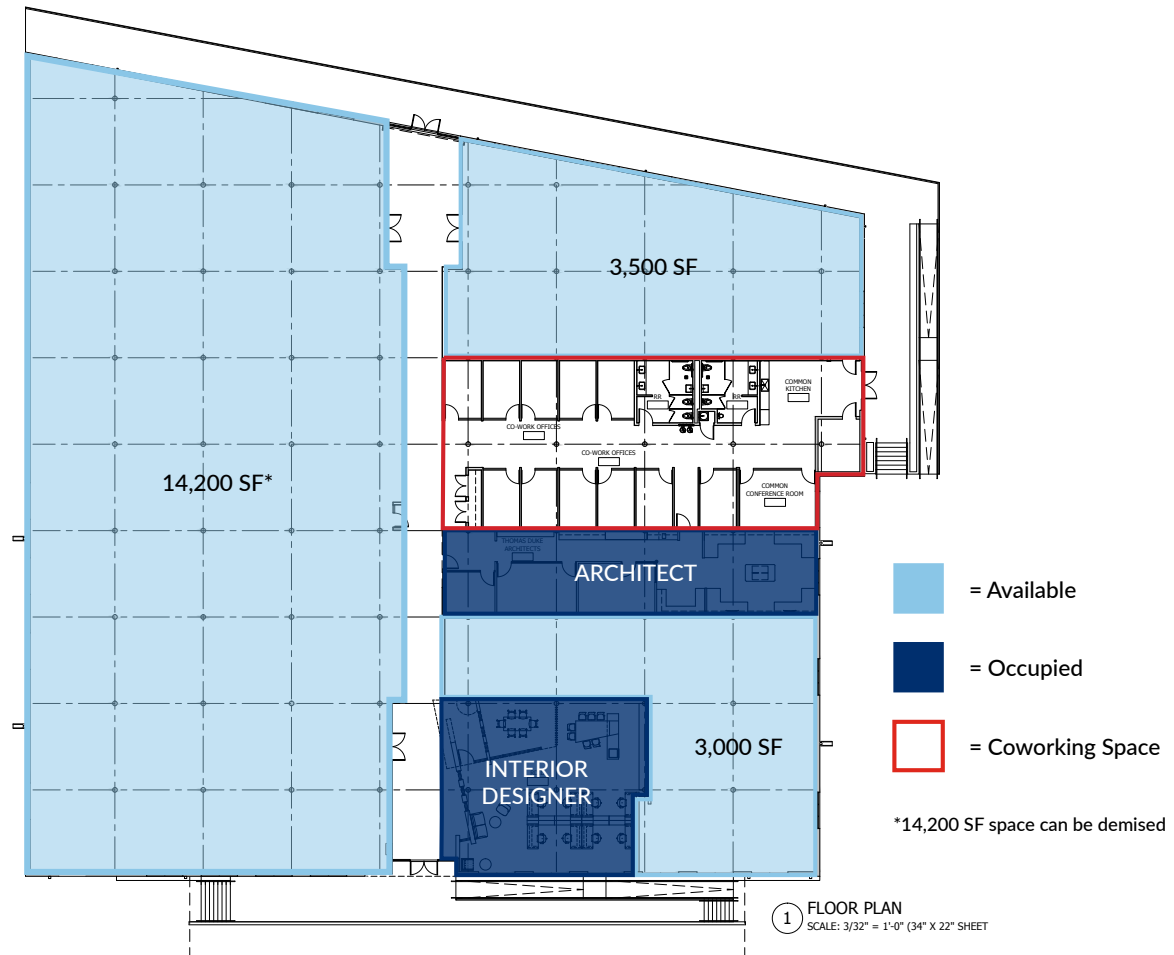 3,500 SF
RR
RR
COMMON
KITCHEN
CO-WORK OFFICES
CO-WORK OFFICES
14,200 SF*
COMMON
CONFERENCE ROOM
THOMAS DUKE
ARCHITECTS
ARCHITECT
= Available
= Occupied
3,000 SF
= Coworking Space
INTERIOR
DESIGNER
*14,200 SF space can be demised
1 FLOOR PLAN
SCALE: 3/32" = 1'-0" (34" X 22" SHEET